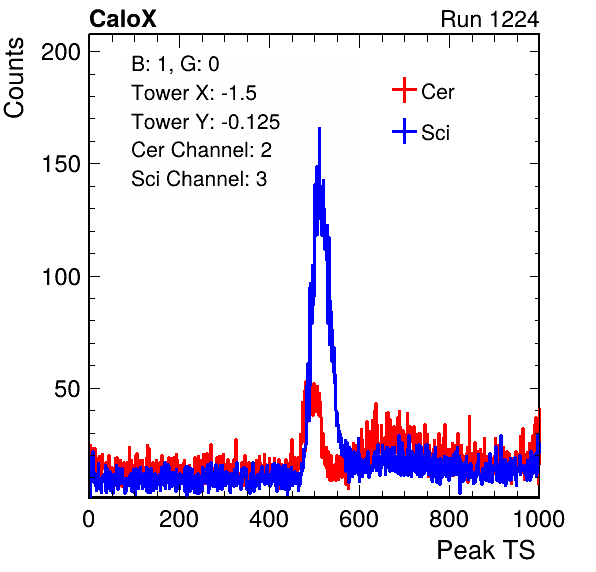 CaloX
Run 1224
Counts
200
150
100
50
B: 1, G: 0
Tower X: -1.5
Tower Y: -0.125
Cer Channel: 2
Sci Channel: 3
Cer
Sci
0
200
400
600
800
1000
Peak TS